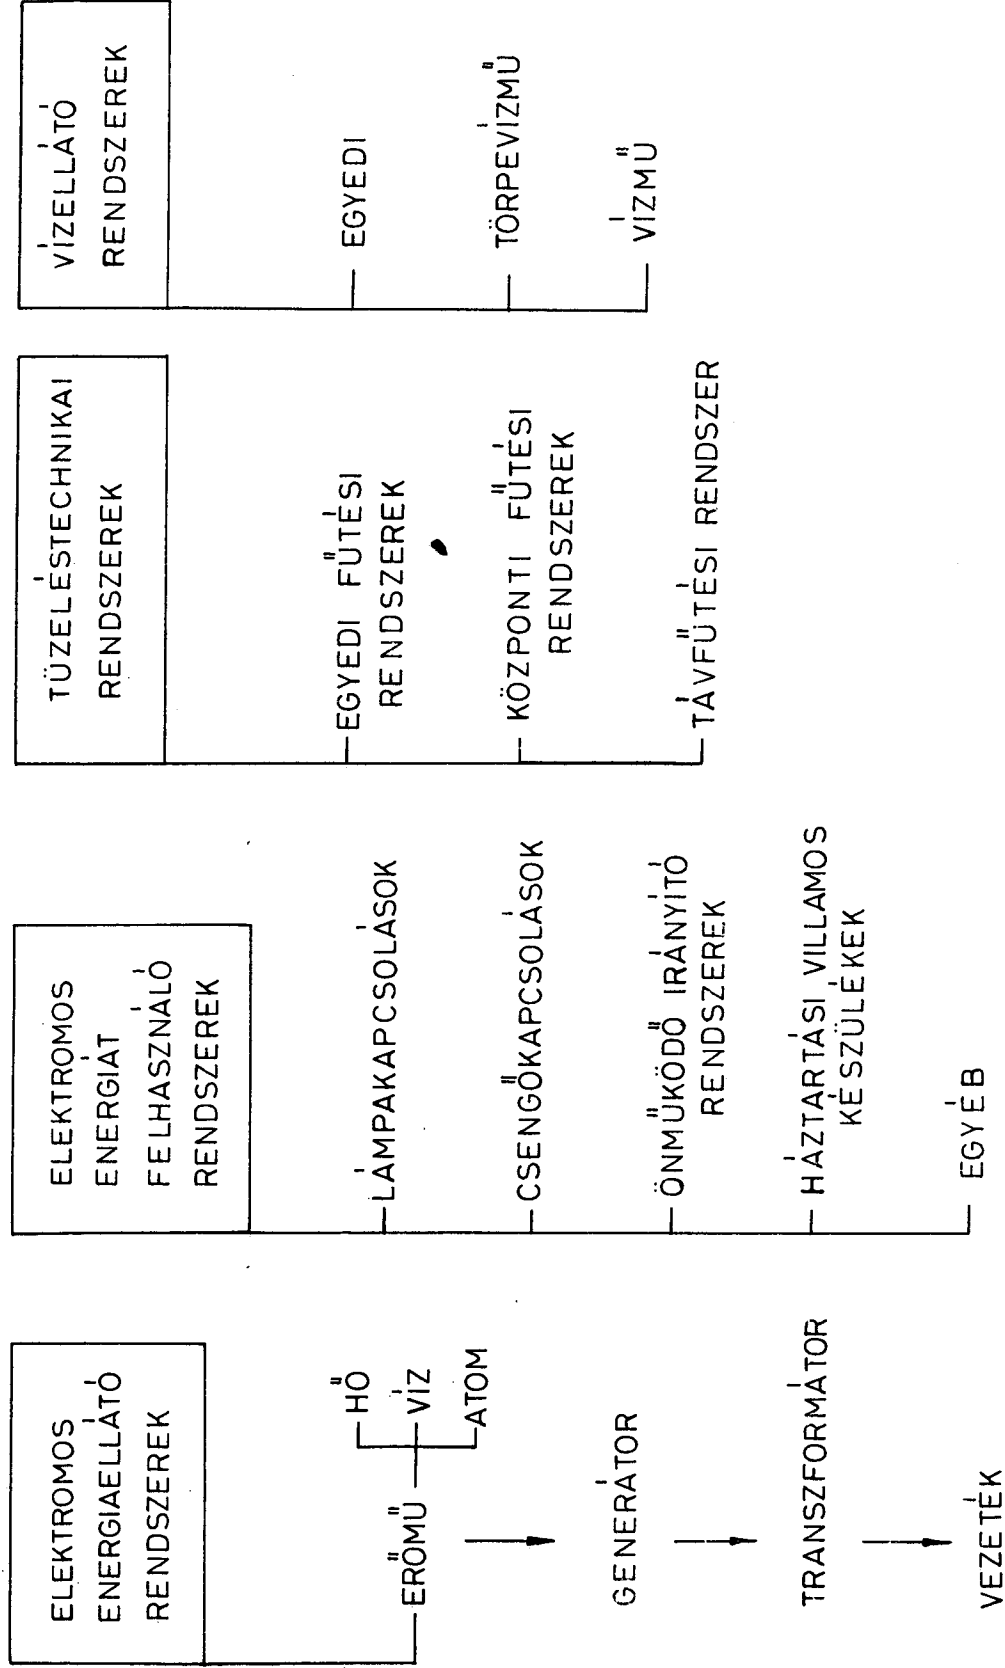 ELEKTROMOS
ENERGIAELLÁTÓ
RENDSZEREK
ERŐMŰ
HŐ
VÍZ
ATOM
GENERÁTOR
TRANSZFORMÁTOR
VEZETÉK
ELEKTROMOS
ENERGIÁT
FELHASZNÁLÓ
RENDSZEREK
LÁMPAKAPCSOLÁSOK
CSENGŐKAPCSOLÁSOK
ÖNMŰKÖDŐ IRÁNYÍTÓ
RENDSZEREK
HÁZTARTÁSI VILLAMOS
KÉSZÜLÉKEK
EGYÉB
TÜZELÉSTECHNIKAI
RENDSZEREK
EGYEDI FŰTÉSI
RENDSZEREK
KÖZPONTI FŰTÉSI
RENDSZEREK
TÁVFŰTÉSI RENDSZER
VÍZELLÁTÓ
RENDSZEREK
EGYEDI
TÖRPEVÍZMŰ
VÍZMŰ